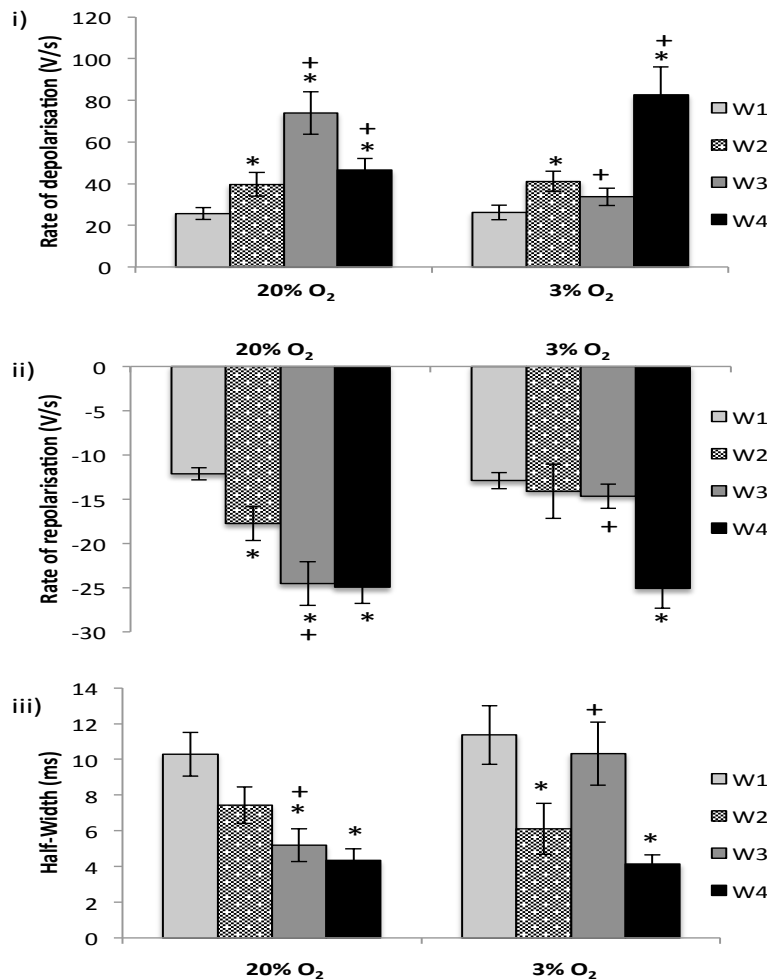 i)
Rate of depolarisation (V/s)
120
100
80
60
40
20
0
*
+
*
+
*
*
+
+
*
20% O₂
3% O₂
W1
W2
W3
W4
ii)
Rate of repolarisation (V/s)
20% O₂
3% O₂
0
-5
-10
-15
-20
-25
-30
*
*
+
*
+
*
W1
W2
W3
W4
iii)
Half-Width (ms)
14
12
10
8
6
4
2
0
+
*
*
*
+
*
20% O₂
3% O₂
W1
W2
W3
W4